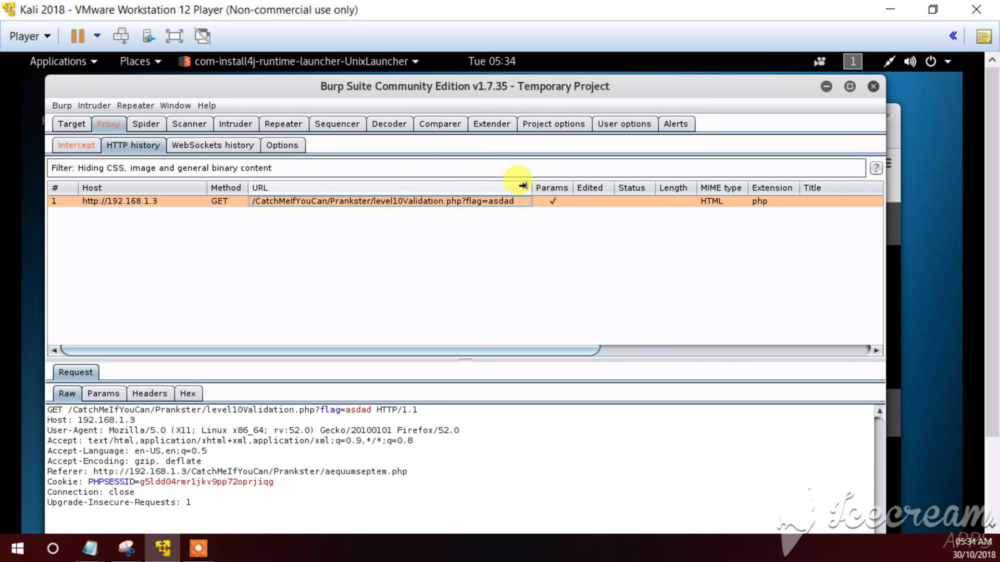 Kali 2018 - VMware Workstation 12 Player (Non-commercial use only)
Player
Applications Places com-install4j-runtime-launcher-UnixLauncher Tue 05:34 1
Burp Suite Community Edition v1.7.35 - Temporary Project
Burp Intruder Repeater Window Help
Target Proxy Spider Scanner Intruder Repeater Sequencer Decoder Comparer Extender Project options User options Alerts
Intercept HTTP history WebSockets history Options
Filter: Hiding CSS, image and general binary content ?
# Host Method URL Params Edited Status Length MIME type Extension Title
1 http://192.168.1.3 GET /CatchMeIfYouCan/Prankster/level10Validation.php?flag=asdad ✓ HTML php
Request
Raw Params Headers Hex
GET /CatchMeIfYouCan/Prankster/level10Validation.php?flag=asdad HTTP/1.1
Host: 192.168.1.3
User-Agent: Mozilla/5.0 (X11; Linux x86_64; rv:52.0) Gecko/20100101 Firefox/52.0
Accept: text/html,application/xhtml+xml,application/xml;q=0.9,*/*;q=0.8
Accept-Language: en-US,en;q=0.5
Accept-Encoding: gzip, deflate
Referer: http://192.168.1.3/CatchMeIfYouCan/Prankster/aequumseptem.php
Cookie: PHPSESSID=g5ldd04rmr1jkv9pp72oprjiqg
Connection: close
Upgrade-Insecure-Requests: 1
Icecream
APPS
05:34 AM
30/10/2018